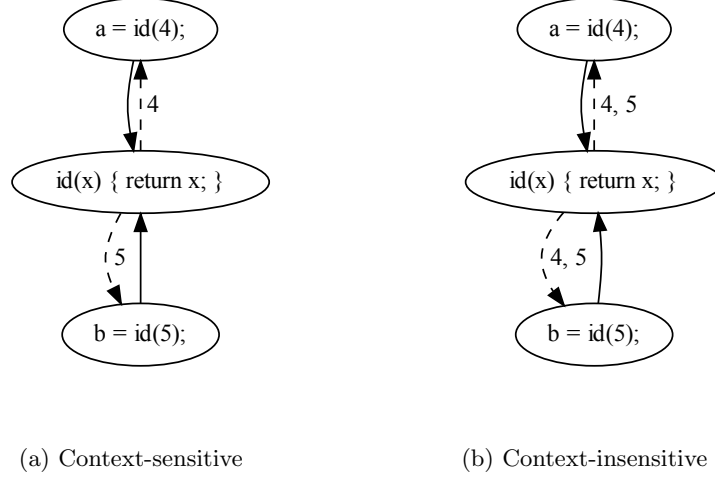 a = id(4);
4
id(x) { return x; }
5
b = id(5);
(a) Context-sensitive
a = id(4);
4, 5
id(x) { return x; }
4, 5
b = id(5);
(b) Context-insensitive